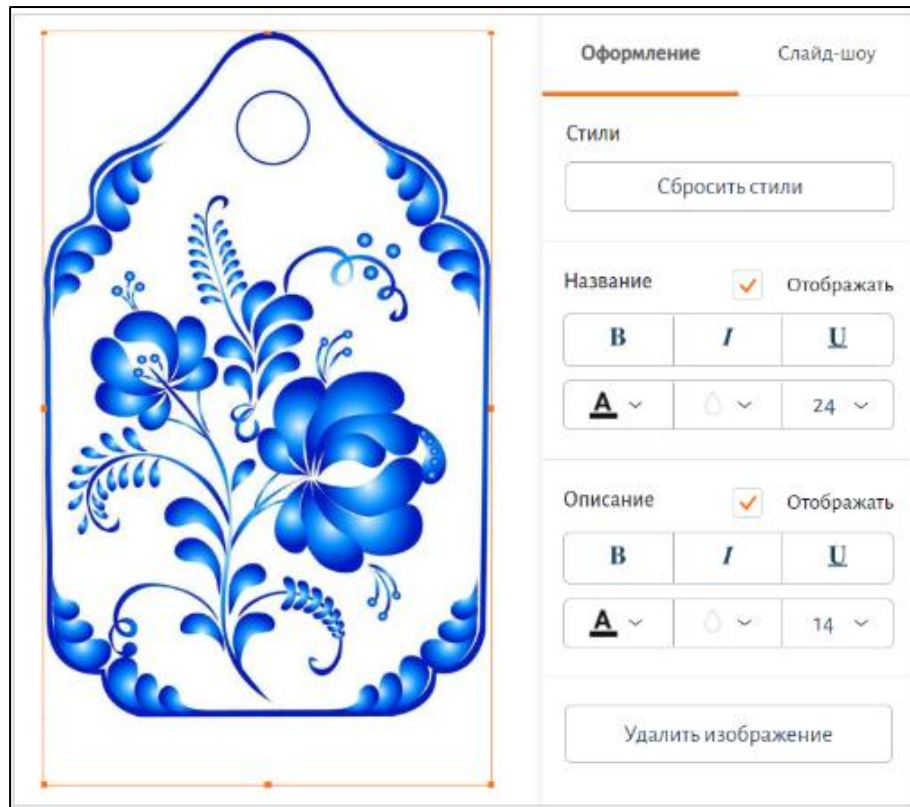 Оформление Слайд-шоу
Стили
Сбросить стили
Название Отображать
B I U
A 24
Описание Отображать
B I U
A 14
Удалить изображение